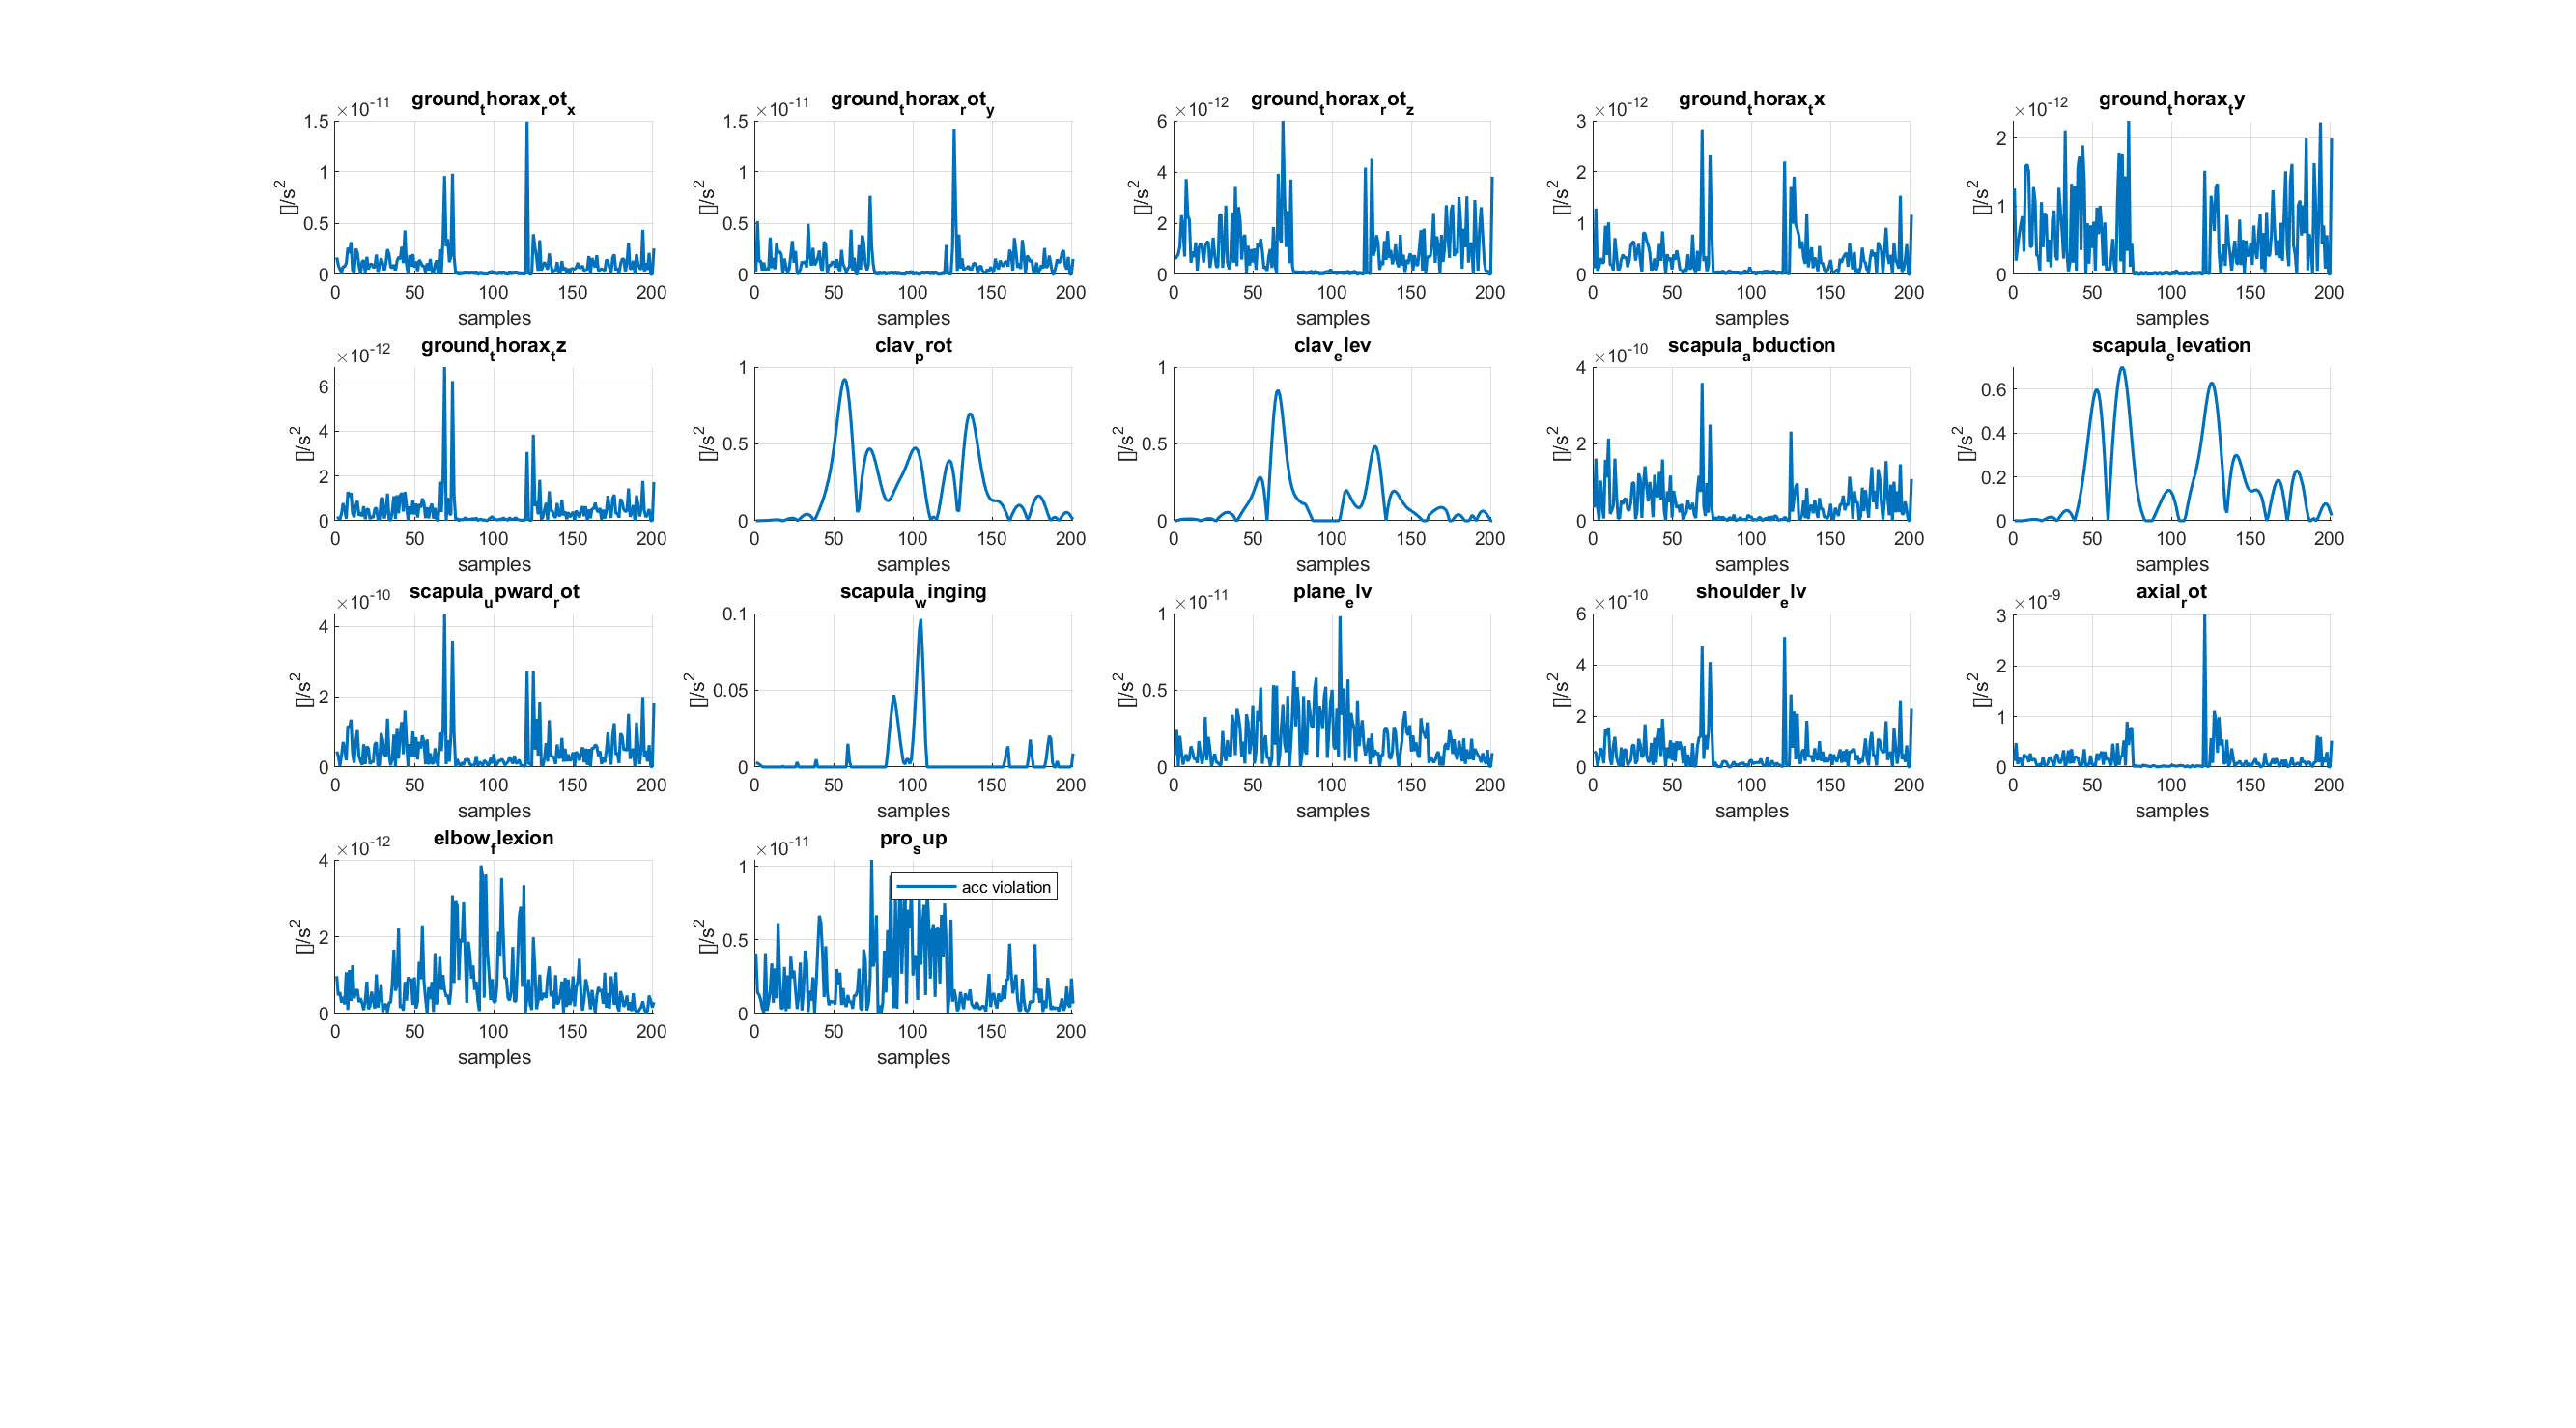 ×10^-11 ground_thorax_rot_x
1.5
1
0.5
0
[]/s^2
0 50 100 150 200
samples
×10^-11 ground_thorax_rot_y
1.5
1
0.5
0
[]/s^2
0 50 100 150 200
samples
×10^-12 ground_thorax_rot_z
6
4
2
0
[]/s^2
0 50 100 150 200
samples
×10^-12 ground_thorax_tx
3
2
1
0
[]/s^2
0 50 100 150 200
samples
×10^-12 ground_thorax_ty
2
1
0
[]/s^2
0 50 100 150 200
samples
×10^-12 ground_thorax_tz
6
4
2
0
[]/s^2
0 50 100 150 200
samples
clav_prot
1
0.5
0
[]/s^2
0 50 100 150 200
samples
clav_elev
1
0.5
0
[]/s^2
0 50 100 150 200
samples
×10^-10 scapula_abduction
4
2
0
[]/s^2
0 50 100 150 200
samples
scapula_elevation
0.6
0.4
0.2
0
[]/s^2
0 50 100 150 200
samples
×10^-10 scapula_upward_rot
4
2
0
[]/s^2
0 50 100 150 200
samples
scapula_winging
0.1
0.05
0
[]/s^2
0 50 100 150 200
samples
×10^-11 plane_elv
1
0.5
0
[]/s^2
0 50 100 150 200
samples
×10^-10 shoulder_elv
6
4
2
0
[]/s^2
0 50 100 150 200
samples
×10^-9 axial_rot
3
2
1
0
[]/s^2
0 50 100 150 200
samples
×10^-12 elbow_flexion
4
2
0
[]/s^2
0 50 100 150 200
samples
×10^-11 pro_sup
1
0.5
0
[]/s^2
acc violation
0 50 100 150 200
samples